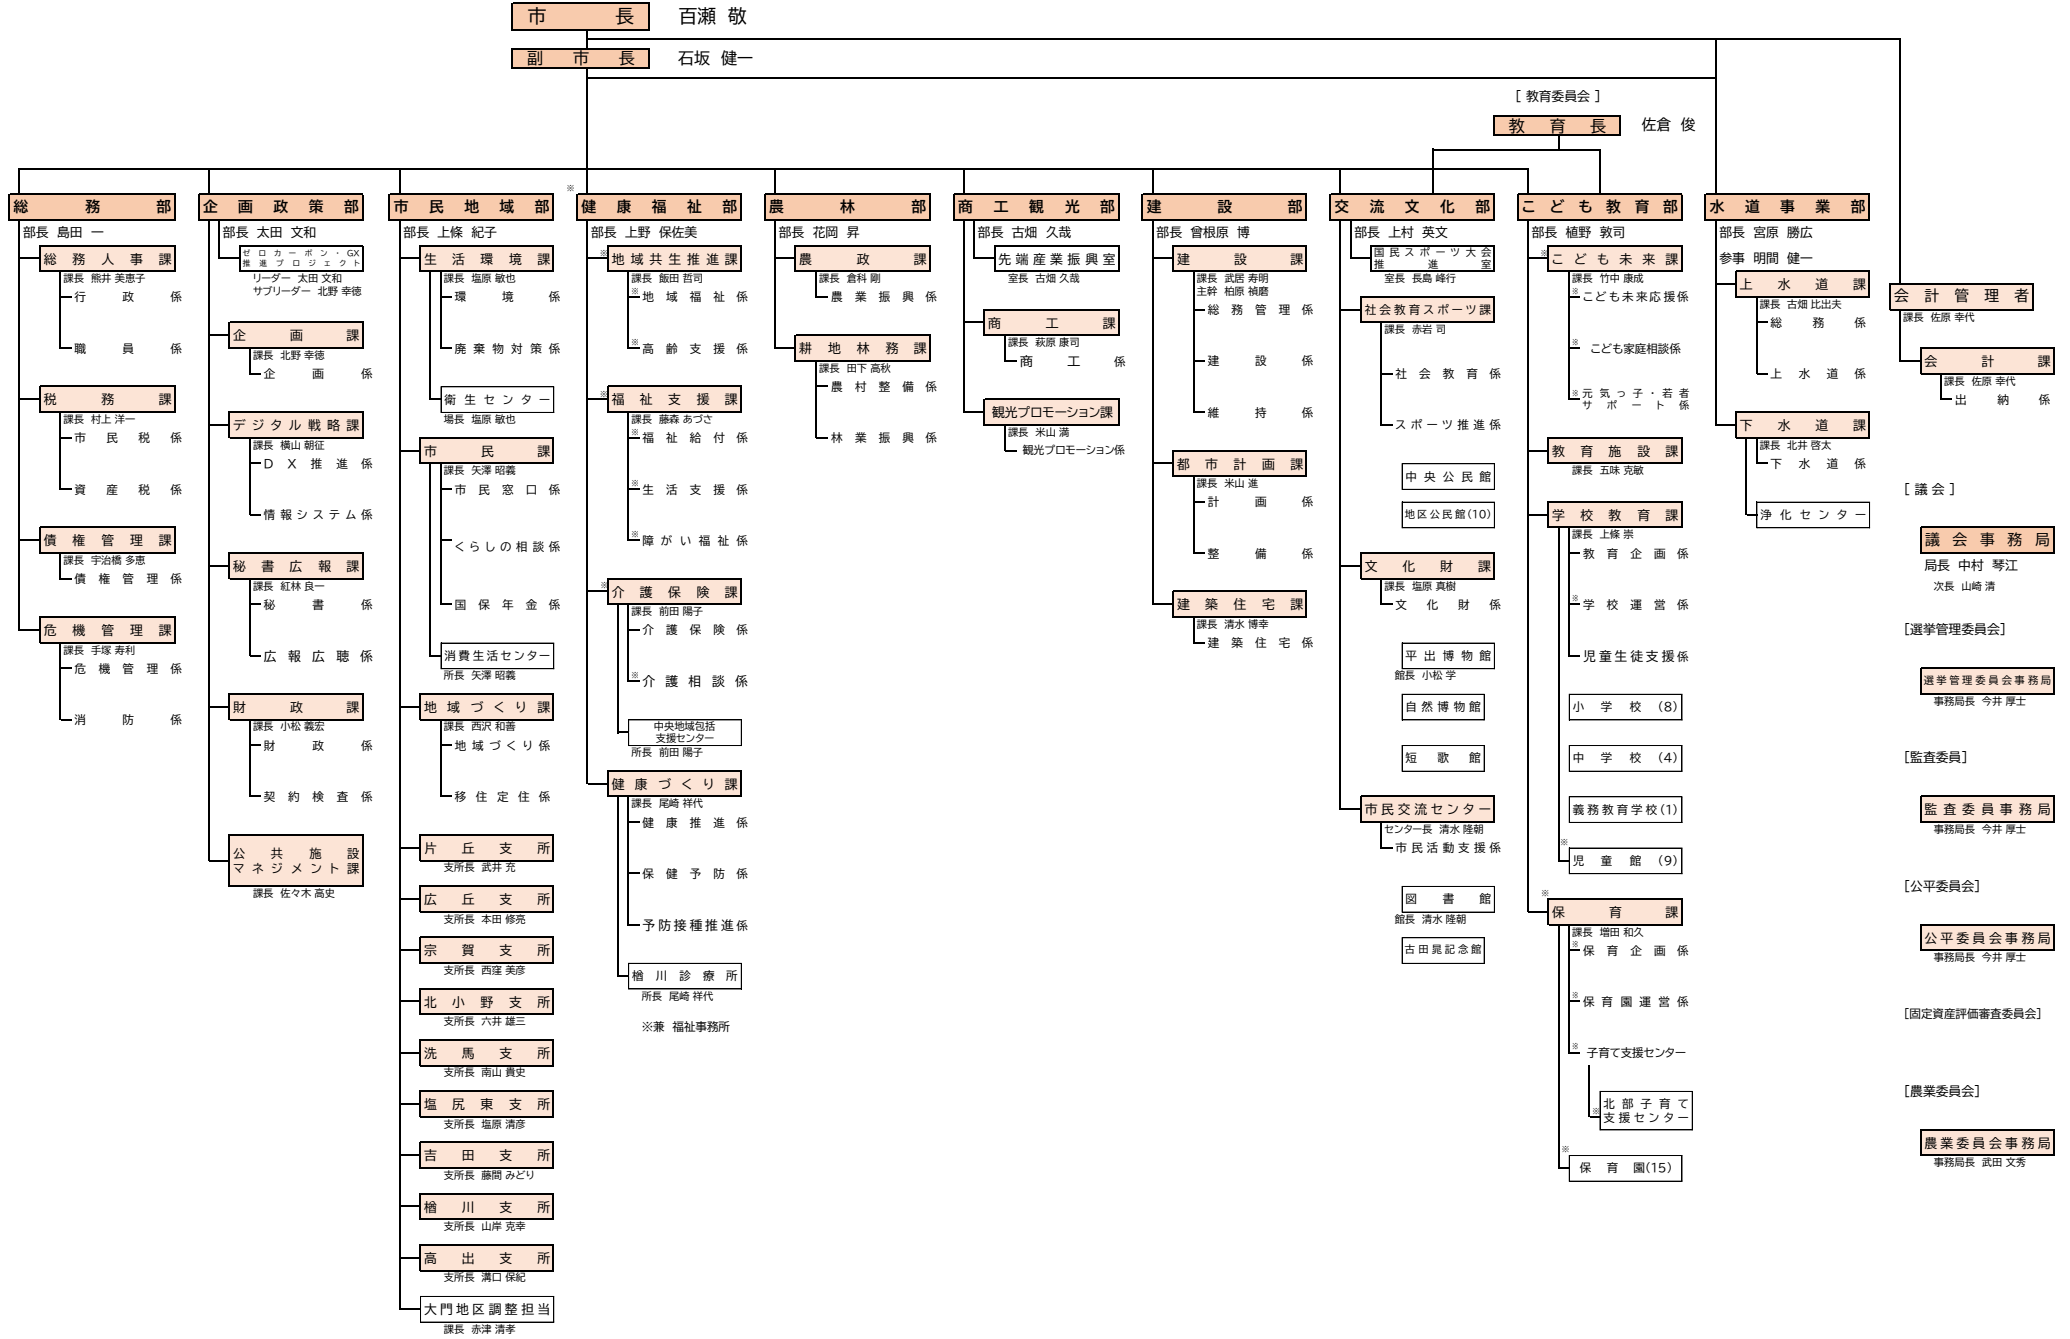 市長 百瀬 敬
副市長 石坂 健一
［ 教育委員会 ］
教育長 佐倉 俊
※
総務部
部長 島田 一
総務人事課
課長 熊井 美恵子
行政係
職員係
税務課
課長 村上 洋一
市民税係
資産税係
債権管理課
課長 宇治橋 多恵
債権管理係
危機管理課
課長 手塚 寿利
危機管理係
消防係
企画政策部
部長 太田 文和
ゼロカーボン・GX
推進プロジェクト
リーダー 太田 文和
サブリーダー 北野 幸徳
企画課
課長 北野 幸徳
企画係
デジタル戦略課
課長 横山 朝征
DX推進係
情報システム係
秘書広報課
課長 紅林 良一
秘書係
広報広聴係
財政課
課長 小松 義宏
財政係
契約検査係
公共施設
マネジメント課
課長 佐々木 高史
市民地域部
部長 上條 紀子
生活環境課
課長 塩原 敏也
環境係
廃棄物対策係
衛生センター
場長 塩原 敏也
市民課
課長 矢澤 昭義
市民窓口係
くらしの相談係
国保年金係
消費生活センター
所長 矢澤 昭義
地域づくり課
課長 西沢 和善
地域づくり係
移住定住係
片丘支所
支所長 武井 充
広丘支所
支所長 本田 修亮
宗賀支所
支所長 西窪 美彦
北小野支所
支所長 六井 雄三
洗馬支所
支所長 南山 貴史
塩尻東支所
支所長 塩原 清彦
吉田支所
支所長 藤間 みどり
楢川支所
支所長 山岸 克幸
高出支所
支所長 溝口 保紀
大門地区調整担当
課長 赤津 清孝
健康福祉部
部長 上野 保佐美
※地域共生推進課
課長 飯田 哲司
※地域福祉係
※高齢支援係
※福祉支援課
課長 藤森 あづさ
※福祉給付係
※生活支援係
※障がい福祉係
※介護保険課
課長 前田 陽子
介護保険係
※介護相談係
中央地域包括
支援センター
所長 前田 陽子
健康づくり課
課長 尾崎 祥代
健康推進係
保健予防係
予防接種推進係
楢川診療所
所長 尾崎 祥代
※兼 福祉事務所
農林部
部長 花岡 昇
農政課
課長 倉科 剛
農業振興係
耕地林務課
課長 田下 高秋
農村整備係
林業振興係
商工観光部
部長 古畑 久哉
先端産業振興室
室長 古畑 久哉
商工課
課長 萩原 康司
商工係
観光プロモーション課
課長 米山 満
観光プロモーション係
建設部
部長 曾根原 博
建設課
課長 武居 寿明
主幹 柏原 禎磨
総務管理係
建設係
維持係
都市計画課
課長 米山 進
計画係
整備係
建築住宅課
課長 清水 博幸
建築住宅係
交流文化部
部長 上村 英文
国民スポーツ大会
推進室
室長 長島 峰行
社会教育スポーツ課
課長 赤岩 司
社会教育係
スポーツ推進係
中央公民館
地区公民館(10)
文化財課
課長 塩原 真樹
文化財係
平出博物館
館長 小松 学
自然博物館
短歌館
市民交流センター
センター長 清水 隆朝
市民活動支援係
図書館
館長 清水 隆朝
古田晁記念館
こども教育部
部長 植野 敦司
※こども未来課
課長 竹中 康成
※こども未来応援係
※こども家庭相談係
※元気っ子・若者
サポート係
教育施設課
課長 五味 克敏
学校教育課
課長 上條 崇
教育企画係
※学校運営係
児童生徒支援係
小学校(8)
中学校(4)
義務教育学校(1)
※児童館(9)
※
保育課
課長 増田 和久
※保育企画係
※保育園運営係
※子育て支援センター
※北部子育て
支援センター
※
保育園(15)
水道事業部
部長 宮原 勝広
参事 明間 健一
上水道課
課長 古畑 比出夫
総務係
上水道係
下水道課
課長 北井 啓太
下水道係
浄化センター
会計管理者
課長 佐原 幸代
会計課
課長 佐原 幸代
出納係
［ 議会 ］
議会事務局
局長 中村 琴江
次長 山崎 清
［選挙管理委員会］
選挙管理委員会事務局
事務局長 今井 厚士
［監査委員］
監査委員事務局
事務局長 今井 厚士
［公平委員会］
公平委員会事務局
事務局長 今井 厚士
［固定資産評価審査委員会］
［農業委員会］
農業委員会事務局
事務局長 武田 文秀